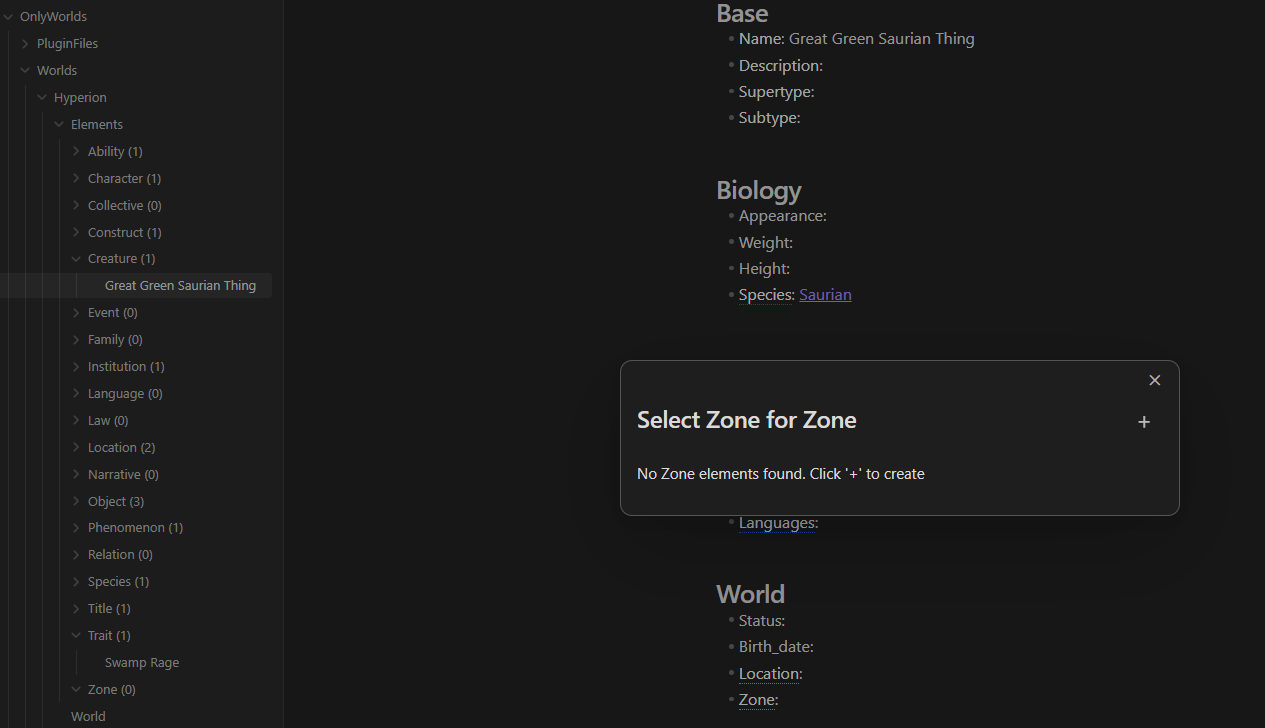 OnlyWorlds
PluginFiles
Worlds
Hyperion
Elements
Ability (1)
Character (1)
Collective (0)
Construct (1)
Creature (1)
Great Green Saurian Thing
Event (0)
Family (0)
Institution (1)
Language (0)
Law (0)
Location (2)
Narrative (0)
Object (3)
Phenomenon (1)
Relation (0)
Species (1)
Title (1)
Trait (1)
Swamp Rage
Zone (0)
World
Base
Name: Great Green Saurian Thing
Description:
Supertype:
Subtype:
Biology
Appearance:
Weight:
Height:
Species: Saurian
Select Zone for Zone
+
No Zone elements found. Click '+' to create
Languages:
World
Status:
Birth_date:
Location:
Zone: